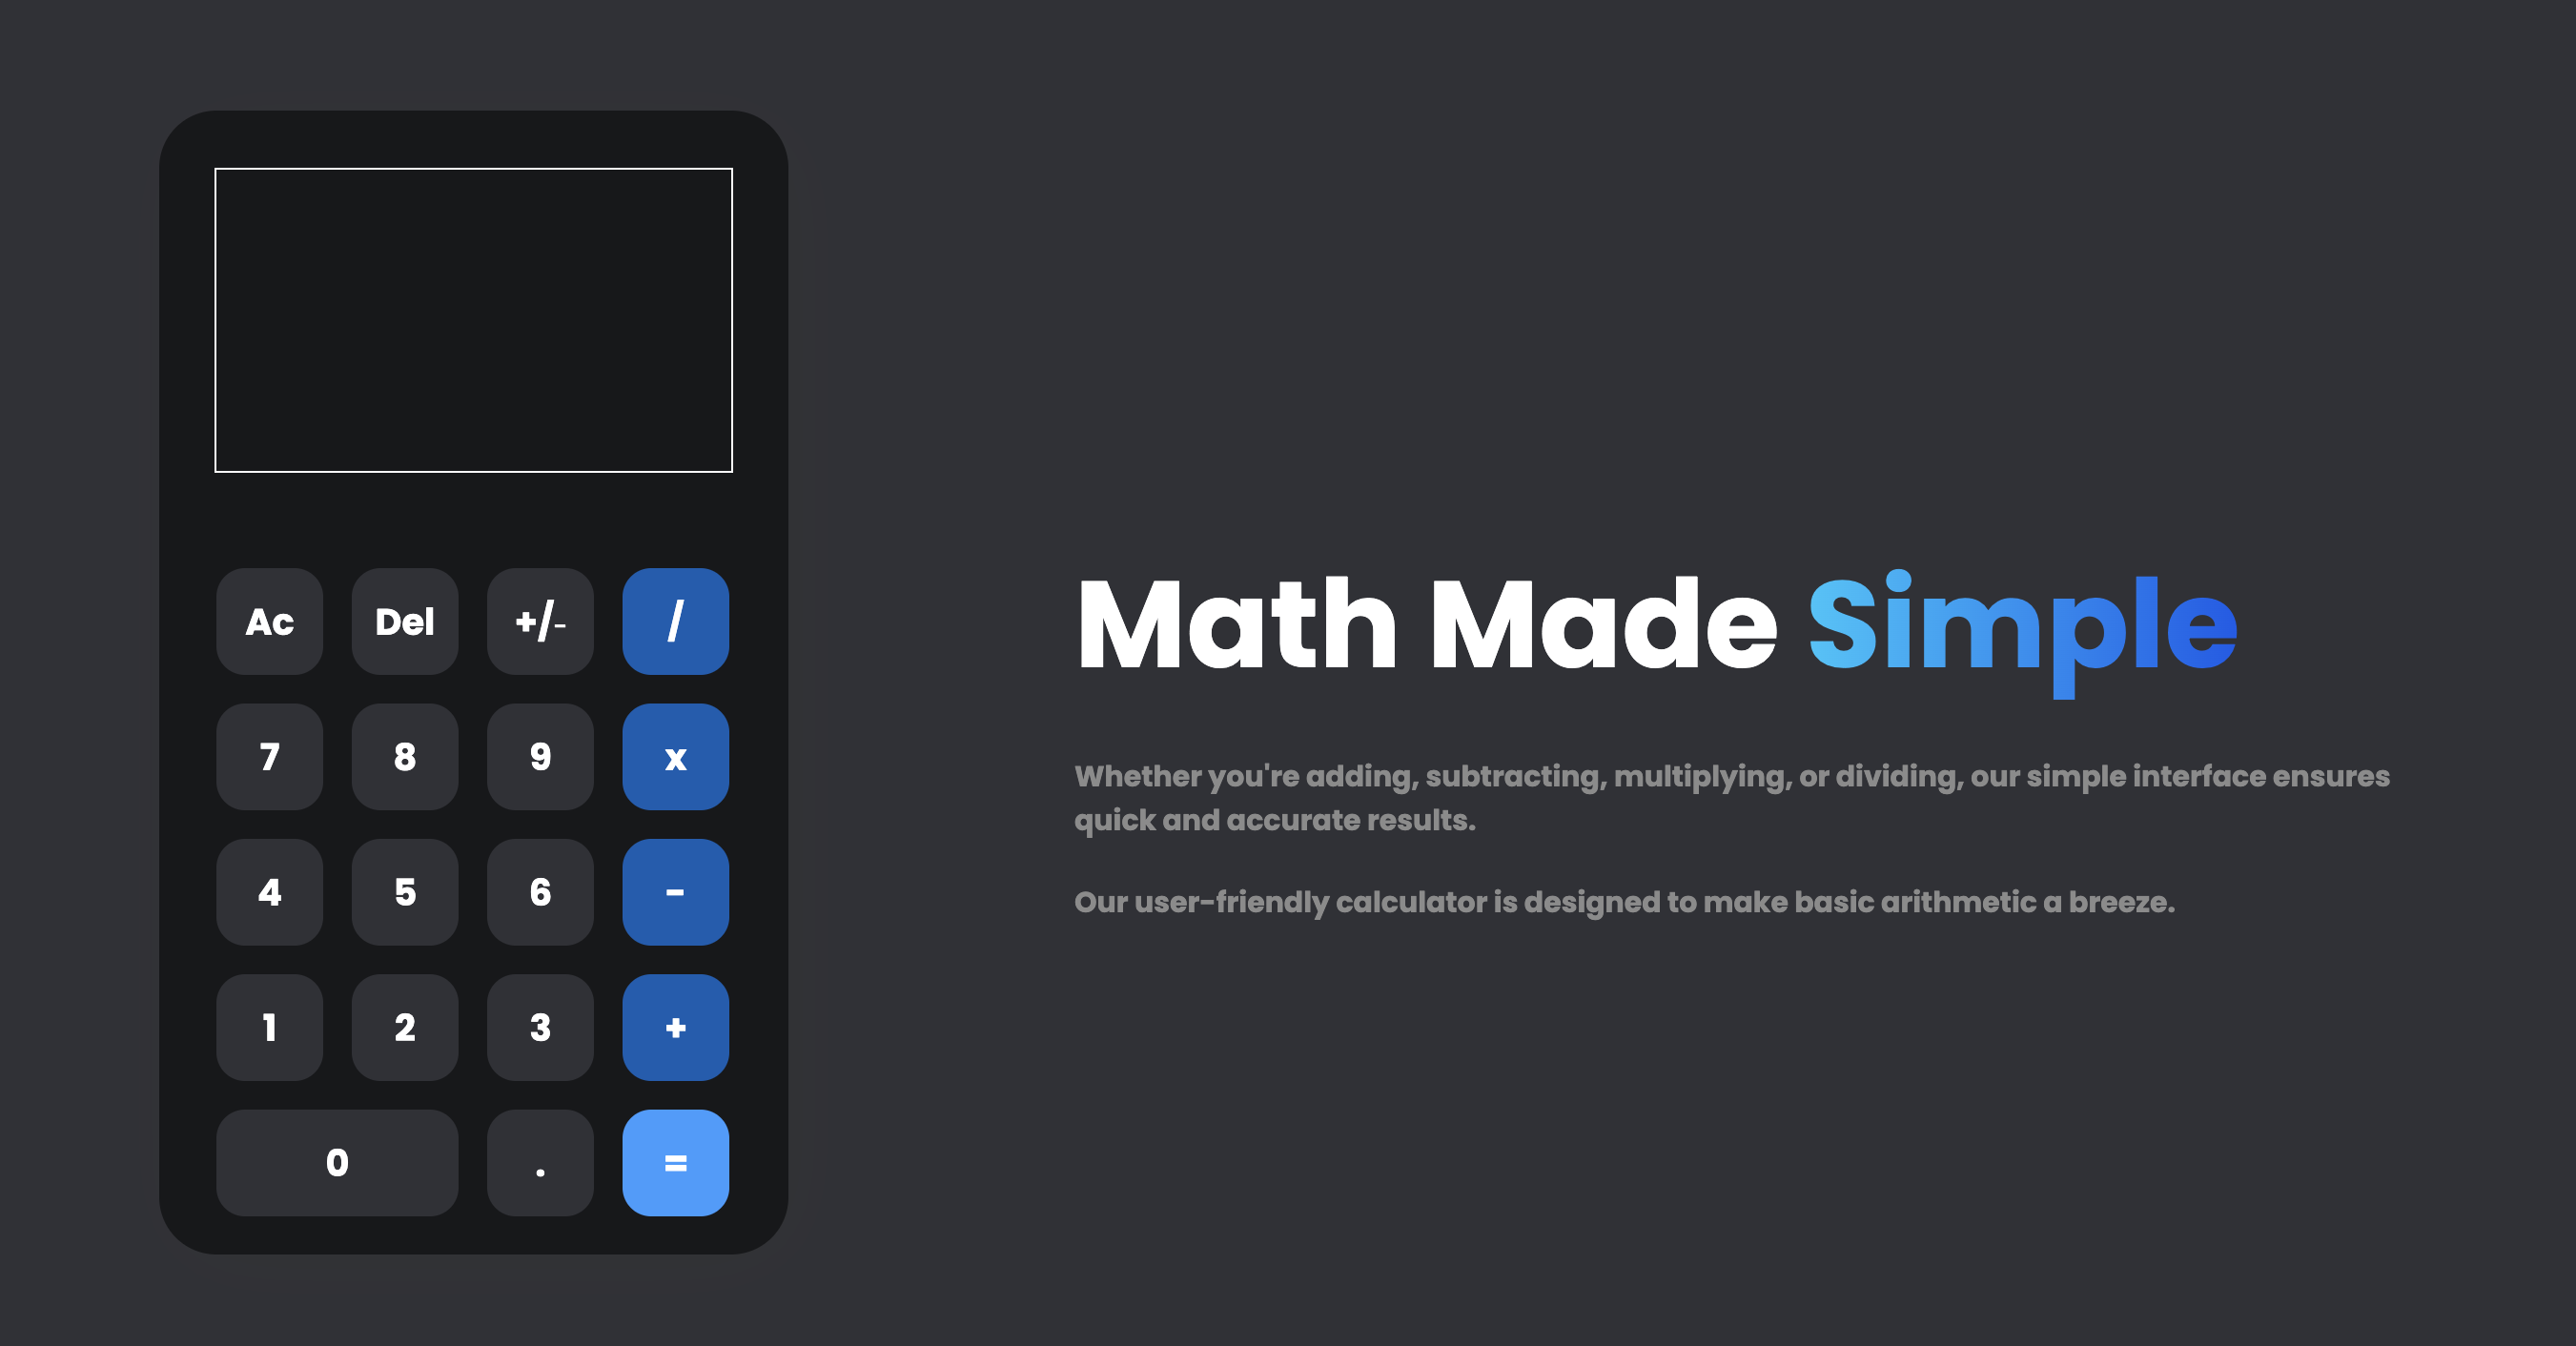 Ac Del +/- /
7 8 9 x
4 5 6 -
1 2 3 +
0 . =
Math Made Simple
Whether you're adding, subtracting, multiplying, or dividing, our simple interface ensures
quick and accurate results.
Our user-friendly calculator is designed to make basic arithmetic a breeze.